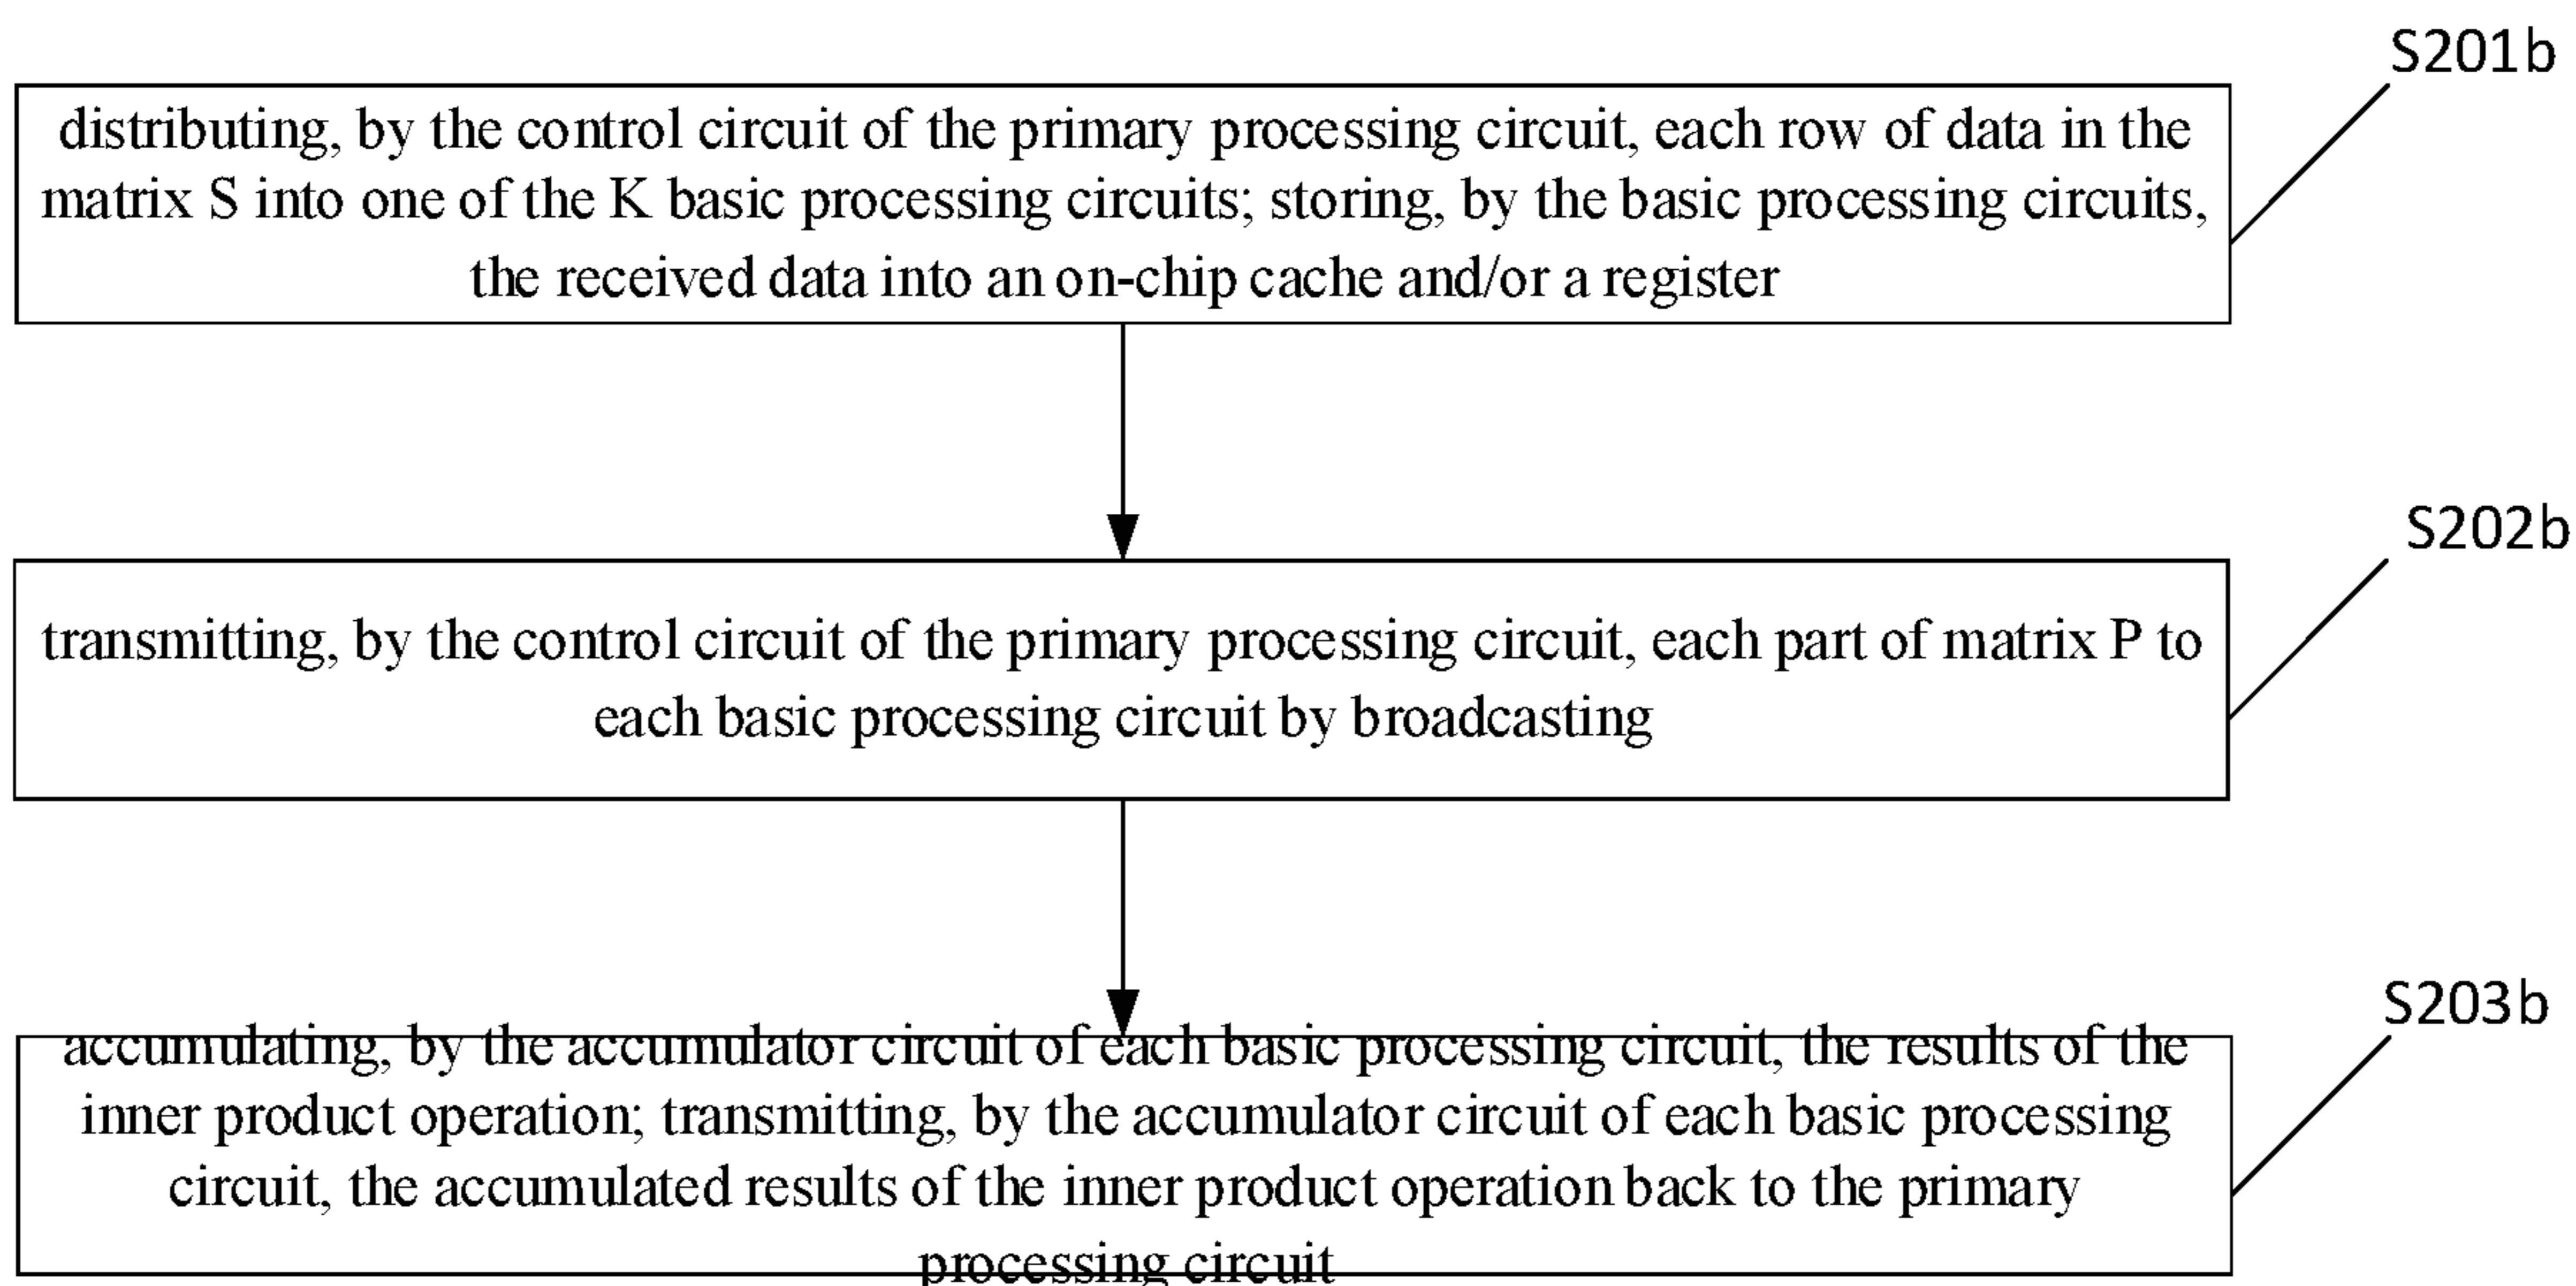 S201b
distributing, by the control circuit of the primary processing circuit, each row of data in the
matrix S into one of the K basic processing circuits; storing, by the basic processing circuits,
the received data into an on-chip cache and/or a register
S202b
transmitting, by the control circuit of the primary processing circuit, each part of matrix P to
each basic processing circuit by broadcasting
S203b
accumulating, by the accumulator circuit of each basic processing circuit, the results of the
inner product operation; transmitting, by the accumulator circuit of each basic processing
circuit, the accumulated results of the inner product operation back to the primary
processing circuit